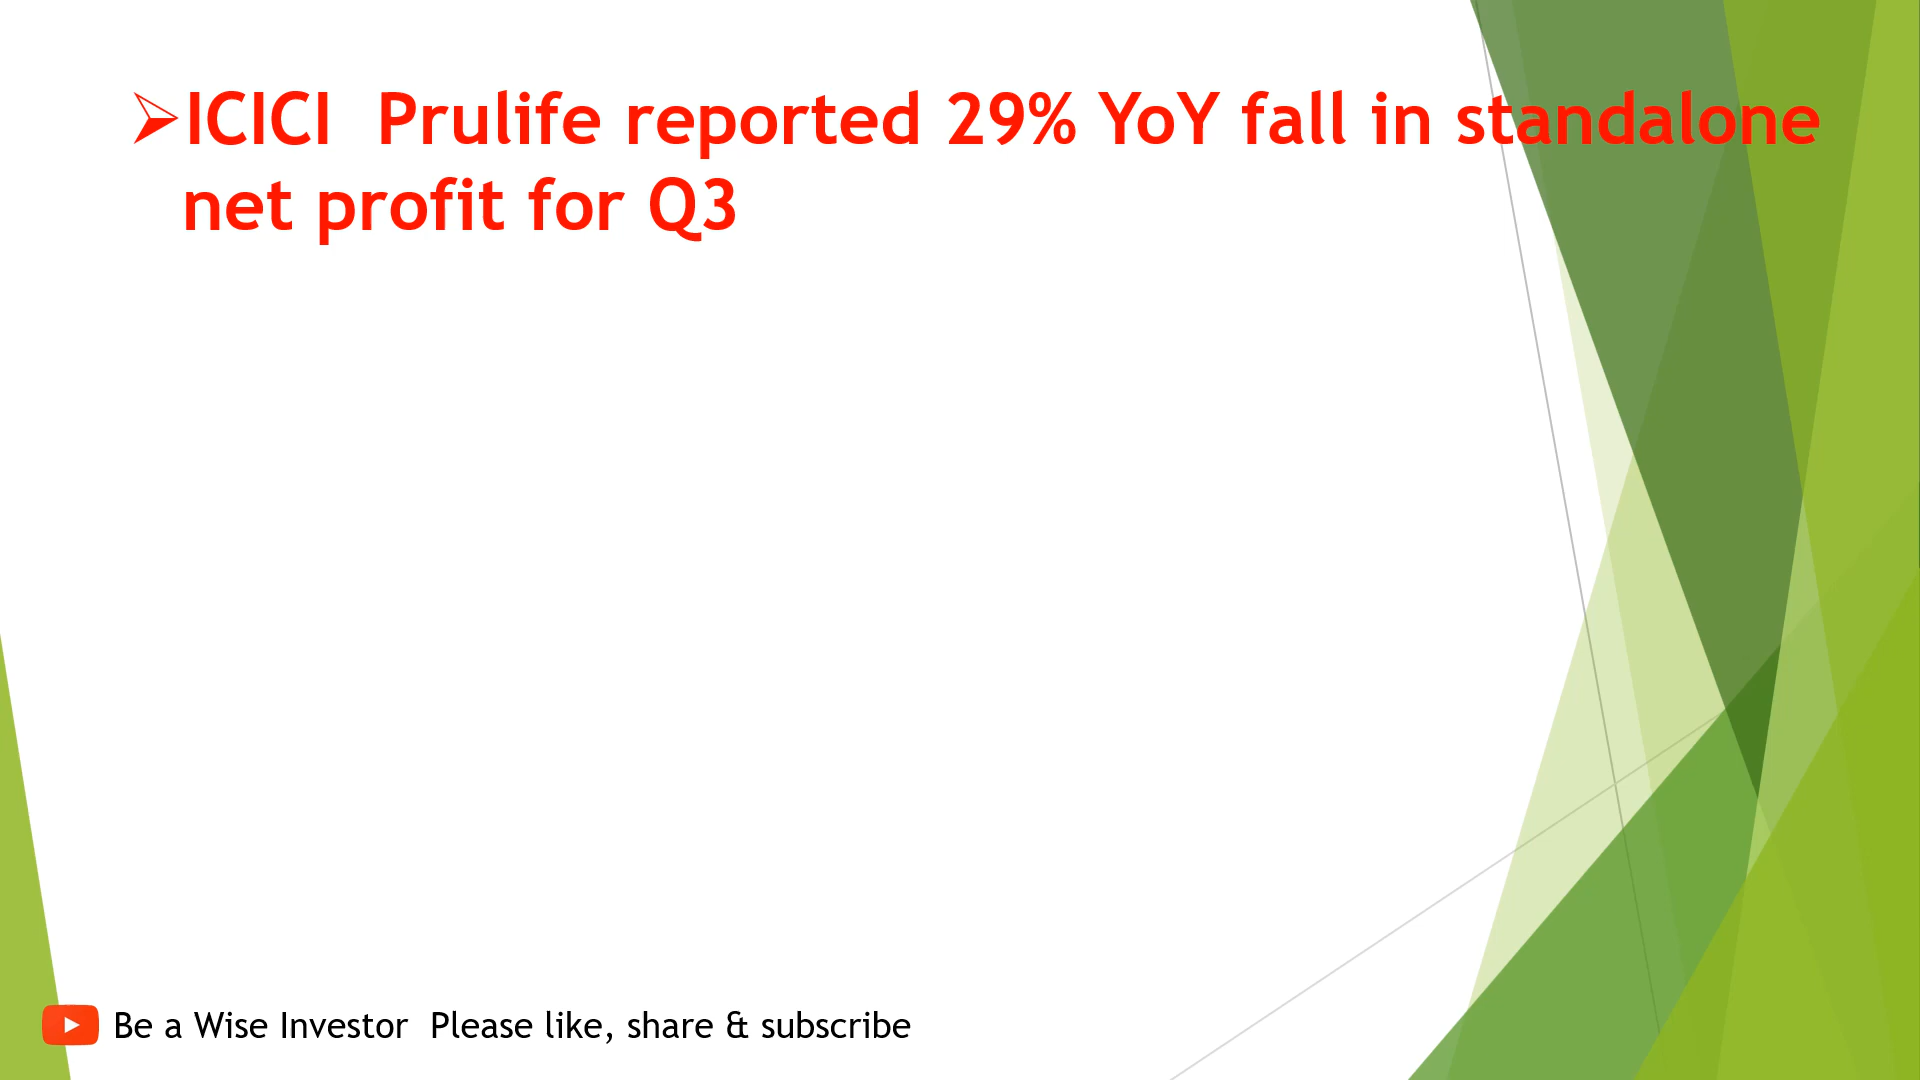 ➢ICICI  Prulife reported 29% YoY fall in standalone
net profit for Q3
Be a Wise Investor  Please like, share & subscribe